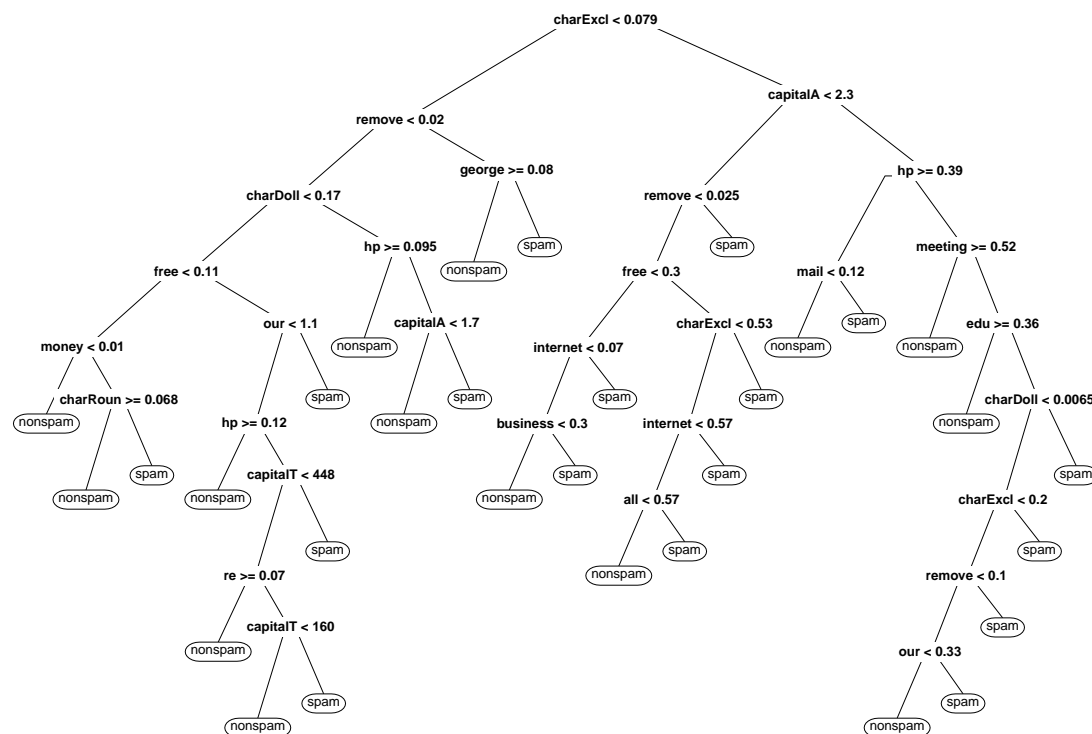 charExcl < 0.079
capitalA < 2.3
remove < 0.02
george >= 0.08
hp >= 0.39
charDoll < 0.17
remove < 0.025
hp >= 0.095
spam
spam
meeting >= 0.52
free < 0.11
nonspam
free < 0.3
mail < 0.12
our < 1.1
capitalA < 1.7
charExcl < 0.53
spam
edu >= 0.36
money < 0.01
nonspam
internet < 0.07
nonspam
nonspam
charRoun >= 0.068
spam
spam
spam
spam
charDoll < 0.0065
nonspam
hp >= 0.12
nonspam
business < 0.3
internet < 0.57
nonspam
spam
capitalT < 448
spam
spam
spam
nonspam
nonspam
nonspam
all < 0.57
charExcl < 0.2
spam
spam
spam
re >= 0.07
nonspam
remove < 0.1
capitalT < 160
spam
nonspam
our < 0.33
spam
spam
nonspam
nonspam